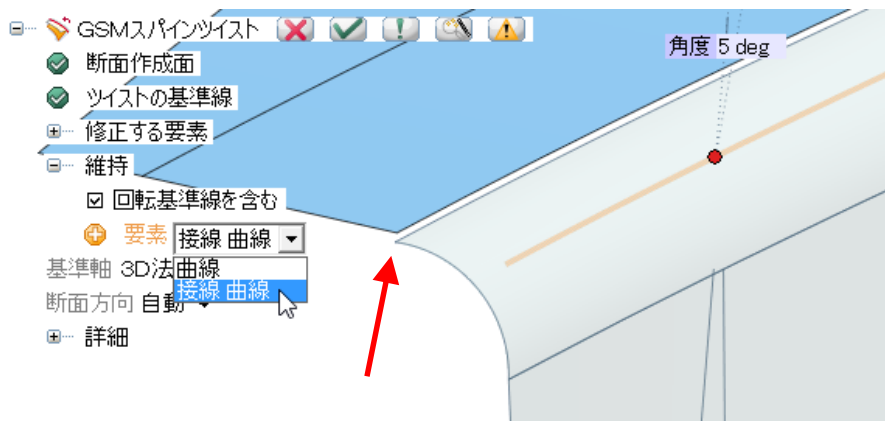 GSMスパインツイスト
角度 5 deg
断面作成面
ツイストの基準線
修正する要素
維持
回転基準線を含む
要素 接線 曲線
基準軸 3D法 曲線
断面方向 自動 接線 曲線
詳細